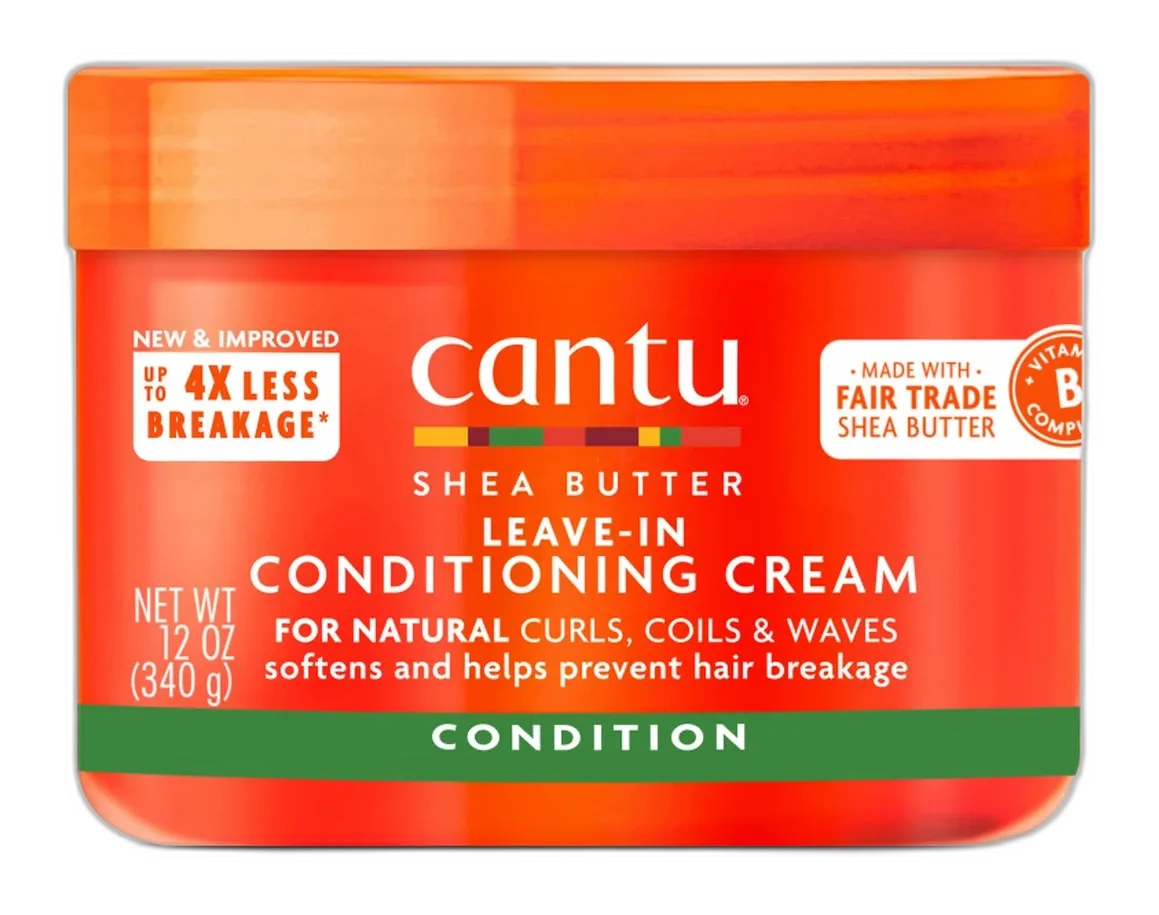 NEW & IMPROVED
UP TO 4X LESS
BREAKAGE*
cantu®
SHEA BUTTER
LEAVE-IN
CONDITIONING CREAM
FOR NATURAL CURLS, COILS & WAVES
softens and helps prevent hair breakage
NET WT
12 OZ
(340 g)
• MADE WITH •
FAIR TRADE
SHEA BUTTER
CONDITION